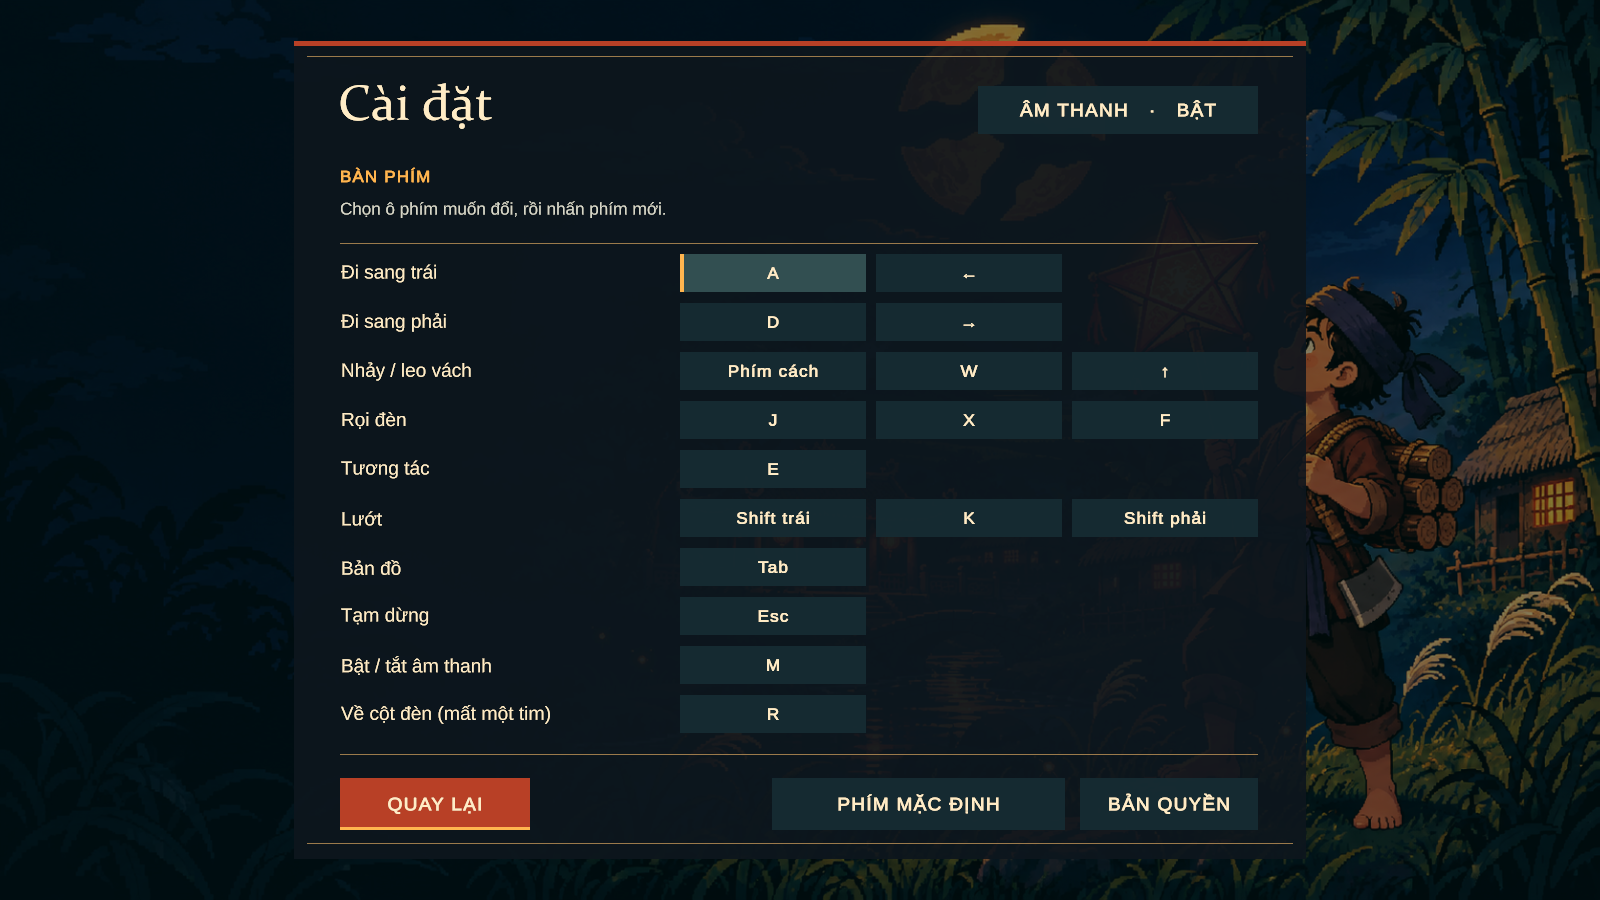 Cài đặt
ÂM THANH · BẬT
BÀN PHÍM
Chọn ô phím muốn đổi, rồi nhấn phím mới.
Đi sang trái A ←
Đi sang phải D →
Nhảy / leo vách Phím cách W ↑
Rọi đèn J X F
Tương tác E
Lướt Shift trái K Shift phải
Bản đồ Tab
Tạm dừng Esc
Bật / tắt âm thanh M
Về cột đèn (mất một tim) R
QUAY LẠI PHÍM MẶC ĐỊNH BẢN QUYỀN